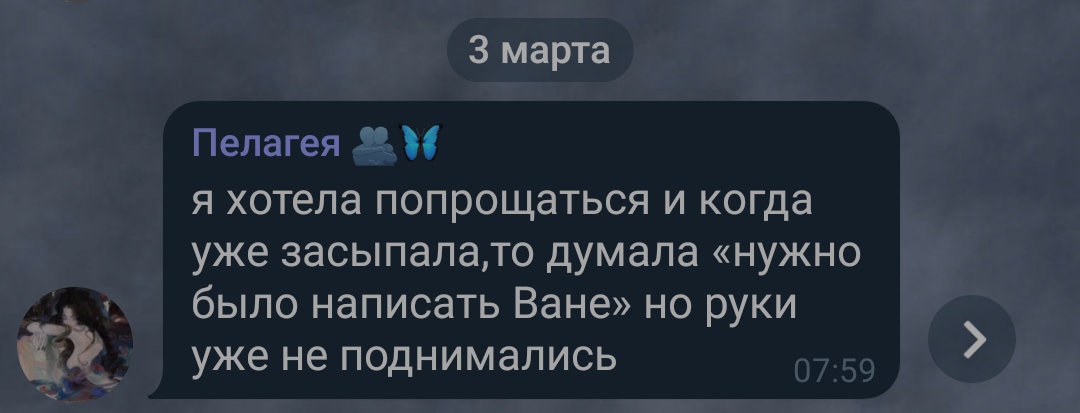 3 марта
Пелагея 🫂🦋
я хотела попрощаться и когда
уже засыпала,то думала «нужно
было написать Ване» но руки
уже не поднимались
07:59